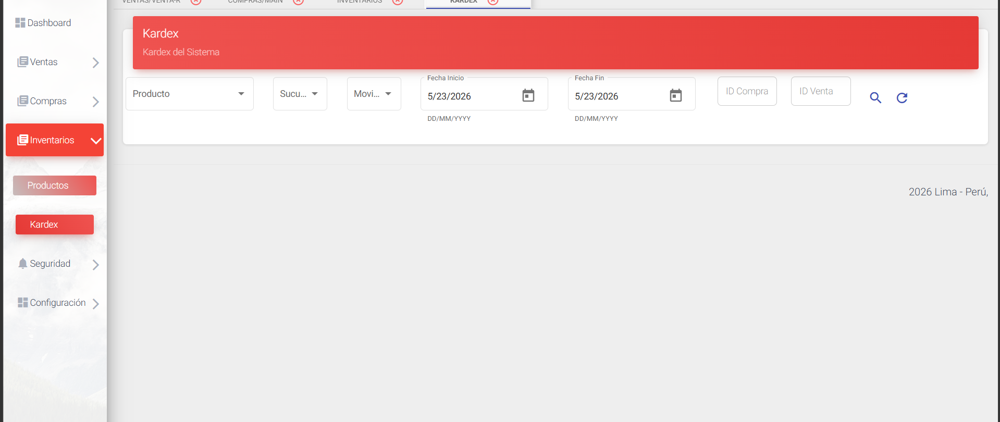 VENTAS/VENTA-R
COMPRAS/MAIN
INVENTARIOS
KARDEX
Dashboard
Ventas
Compras
Inventarios
Productos
Kardex
Seguridad
Configuración
Kardex
Kardex del Sistema
Producto
Sucu...
Movi...
Fecha Inicio
5/23/2026
DD/MM/YYYY
Fecha Fin
5/23/2026
DD/MM/YYYY
ID Compra
ID Venta
2026 Lima - Perú,